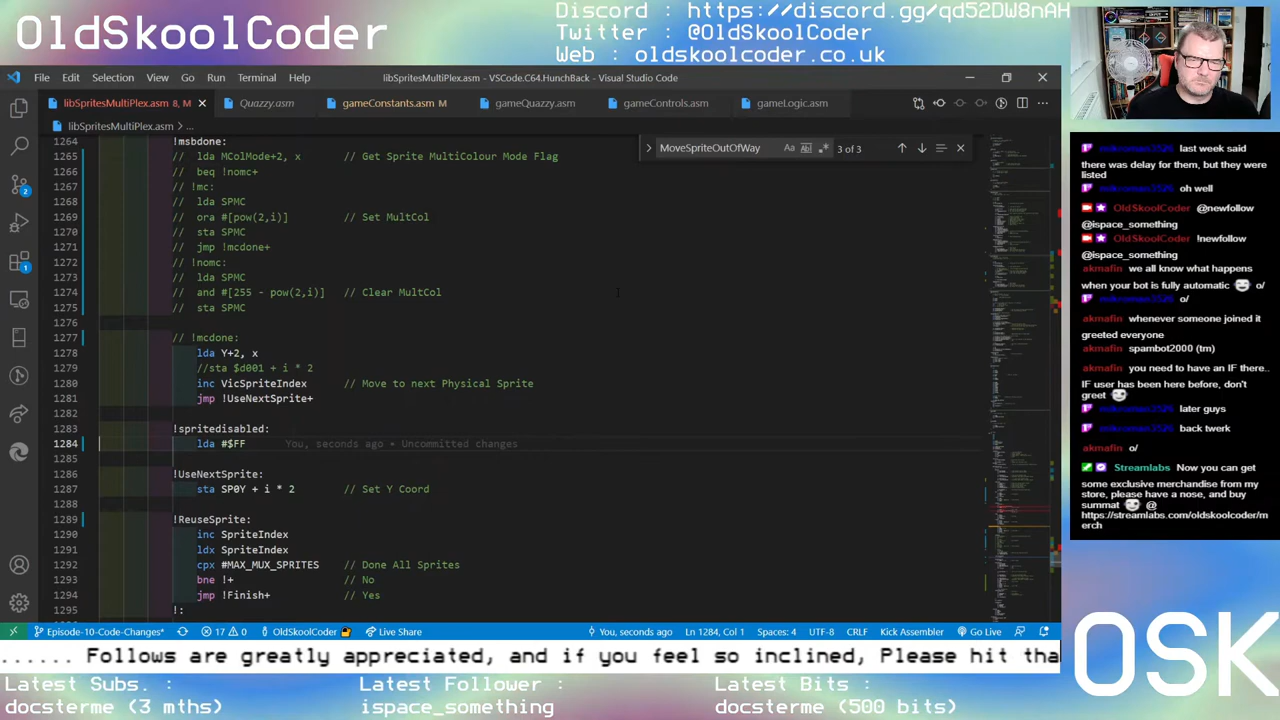 OldSkoolCoder
Discord : https://discord.gg/qd52DW8nAH
Twitter : @OldSkoolCoder
Web : oldskoolcoder.co.uk
File Edit Selection View Go Run Terminal Help
libSpritesMultiPlex.asm - VSCode.C64.HunchBack - Visual Studio Code
libSpritesMultiPlex.asm 8, M
Quazzy.asm
gameConstants.asm M
gameQuazzy.asm
gameControls.asm
gameLogic.asm
libSpritesMultiPlex.asm > ...
MoveSpriteOutOfWay
3 of 3
1264 !msbdone:
1265 // lda MColMode+2, x // Get Sprite Multicolour Mode Flag
1266 // beq !nomc+
1267 // !mc:
1268 // lda SPMC
1269 // ora #[pow(2,i)] // Set MultCol
1270 // sta SPMC
1271 // jmp !mcdone+
1272 // !nomc:
1273 // lda SPMC
1274 // and #[255 - pow(2,i)] // Clear MultCol
1275 // sta SPMC
1276
1277 // !mcdone:
1278 lda Y+2, x
1279 //sta $d001 + i * 2
1280 inc VicSpriteIndex // Move to next Physical Sprite
1281 jmp !UseNextSprite+
1282
1283 !spritedisabled:
1284 lda #$FF You, seconds ago • Uncommitted changes
1285
1286 !UseNextSprite:
1287 sta SP0Y + i * 2 // Set Y Coord
1288
1289 !ReuseSprite:
1290 inc SpriteIndex
1291 ldx SpriteIndex
1292 cpx #MAX_MUX_SPRITES // Done All Sprites
1293 bne !+ // No
1294 jmp !Finish+ // Yes
1295 !:
Episode-10-Code-Changes* 17 0 OldSkoolCoder Live Share
You, seconds ago Ln 1284, Col 1 Spaces: 4 UTF-8 CRLF Kick Assembler Go Live
last week said
there was delay for them, but they were
listed
oh well
OldSkoolCoder @newfollow
@ispace_something
OldSkoolCoder !newfollow
@ispace_something
akmafin we all know what happens
when your bot is fully automatic o/
o/
akmafin whenever someone joined it
greeted everyone
akmafin spambot2000 (tm)
akmafin you need to have an IF there..
IF user has been here before, don't
greet
later guys
back twerk
akmafin o/
Streamlabs Now you can get
some exclusive merchandise from my
store, please have a nose, and buy
summat @
https://streamlabs.com/oldskoolcoder/m
erch
OSK
...... Follows are greatly appreciated, and if you feel so inclined, Please hit tha
Latest Subs. :
docsterme (3 mths)
Latest Follower :
ispace_something
Latest Bits :
docsterme (500 bits)